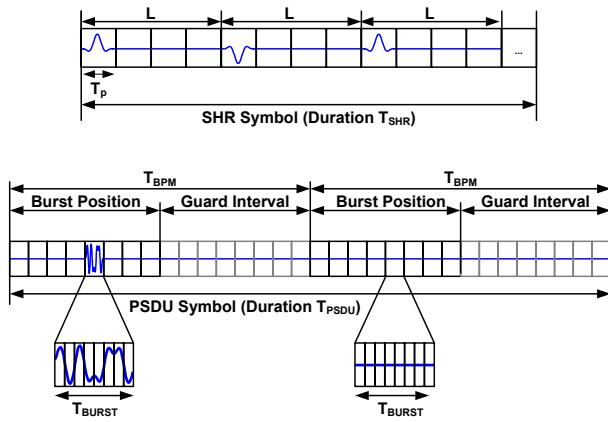 L L L
...
Tp
SHR Symbol (Duration TSHR)
TBPM TBPM
Burst Position Guard Interval Burst Position Guard Interval
PSDU Symbol (Duration TPSDU)
TBURST TBURST